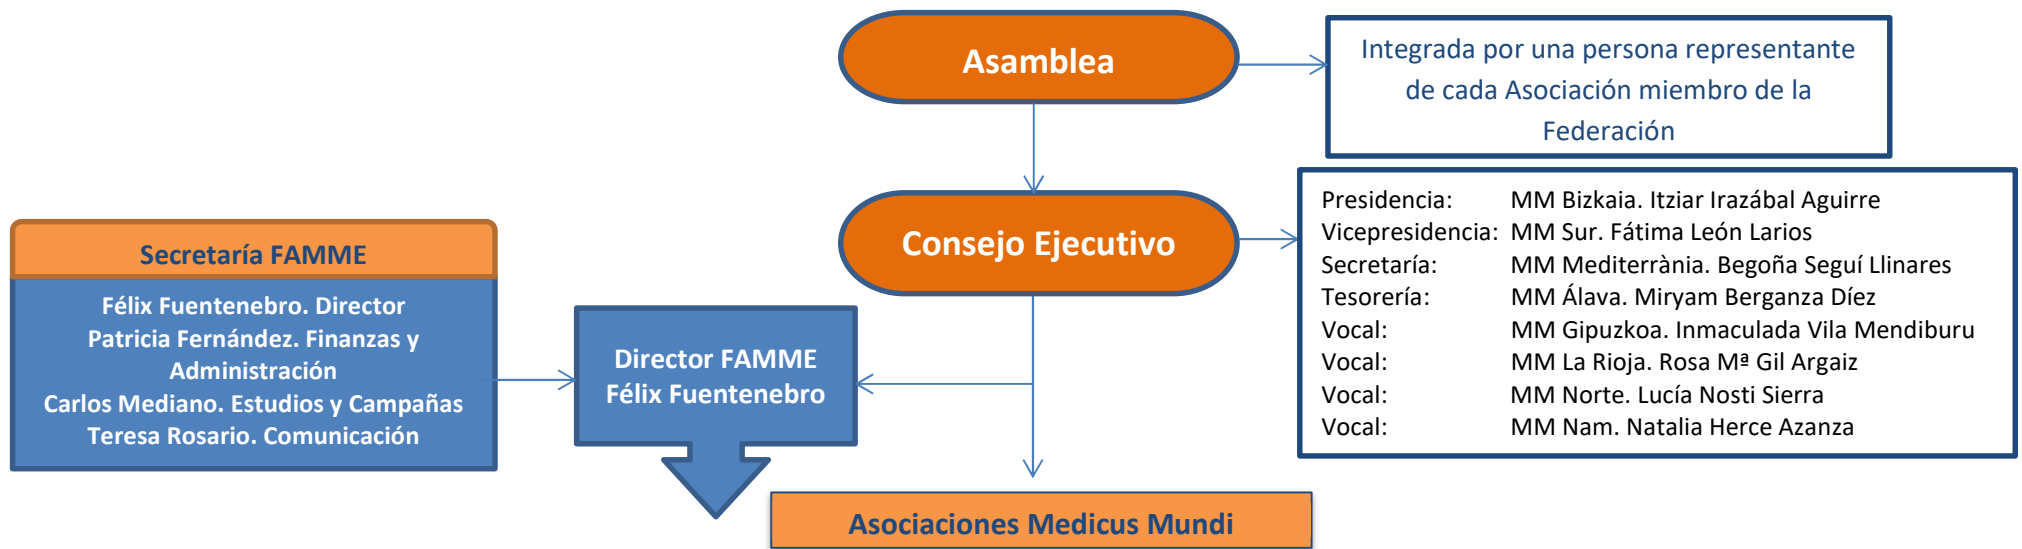 Asamblea
Integrada por una persona representante
de cada Asociación miembro de la
Federación
Consejo Ejecutivo
Presidencia: MM Bizkaia. Itziar Irazábal Aguirre
Vicepresidencia: MM Sur. Fátima León Larios
Secretaría: MM Mediterrània. Begoña Seguí Llinares
Tesorería: MM Álava. Miryam Berganza Díez
Vocal: MM Gipuzkoa. Inmaculada Vila Mendiburu
Vocal: MM La Rioja. Rosa Mª Gil Argaiz
Vocal: MM Norte. Lucía Nosti Sierra
Vocal: MM Nam. Natalia Herce Azanza
Secretaría FAMME
Félix Fuentenebro. Director
Patricia Fernández. Finanzas y
Administración
Carlos Mediano. Estudios y Campañas
Teresa Rosario. Comunicación
Director FAMME
Félix Fuentenebro
Asociaciones Medicus Mundi